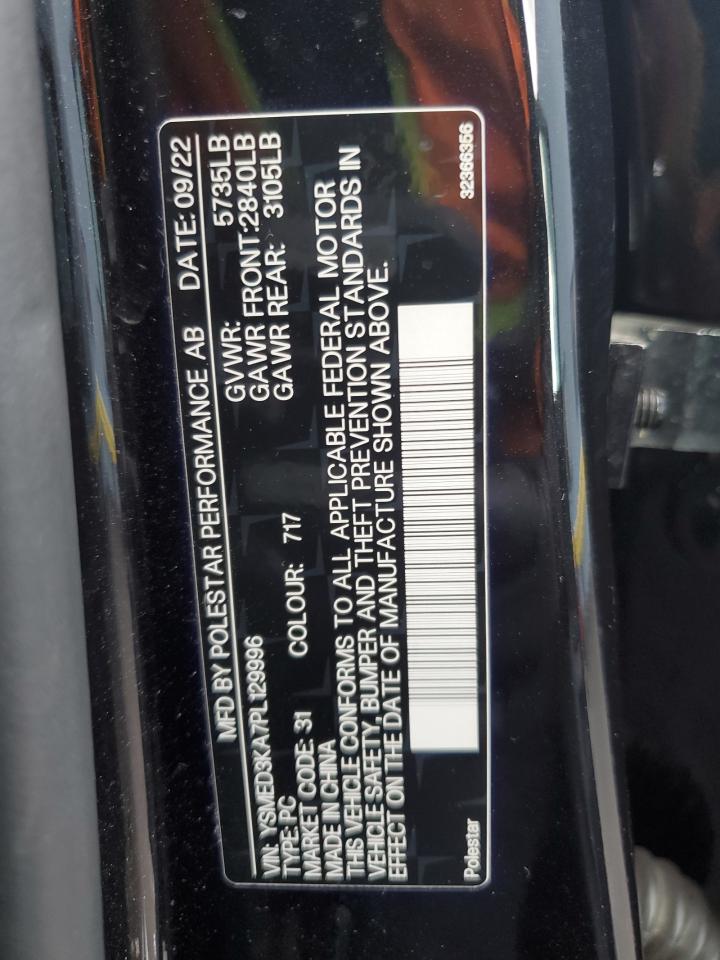 MFD BY POLESTAR PERFORMANCE AB DATE: 09/22
GVWR: 5735LB
VIN: YSMED3KA7PL129996 GAWR FRONT:2840LB
TYPE: PC GAWR REAR: 3105LB
MARKET CODE: 31 COLOUR: 717
MADE IN CHINA
THIS VEHICLE CONFORMS TO ALL APPLICABLE FEDERAL MOTOR
VEHICLE SAFETY, BUMPER AND THEFT PREVENTION STANDARDS IN
EFFECT ON THE DATE OF MANUFACTURE SHOWN ABOVE.
Polestar 32366356